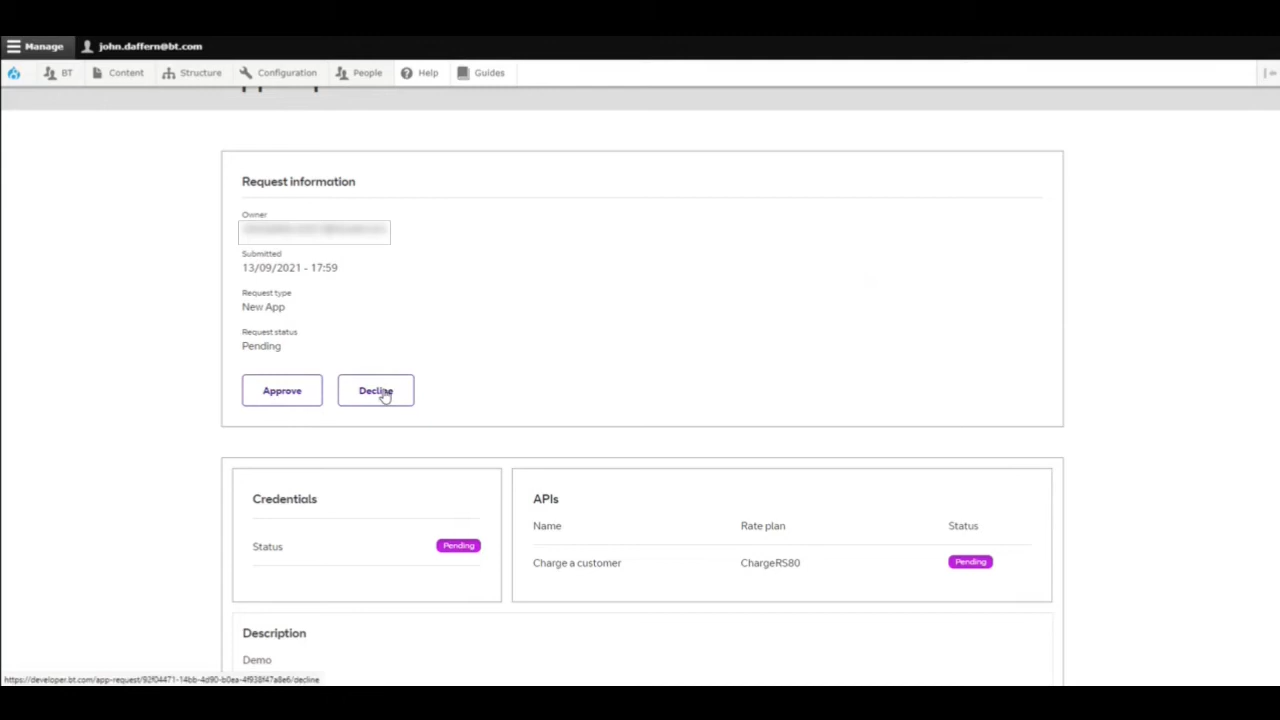 Manage john.daffern@bt.com
BT Content Structure Configuration People Help Guides
Request information
Owner
Submitted
13/09/2021 - 17:59
Request type
New App
Request status
Pending
Approve Decline
Credentials
Status Pending
APIs
Name Rate plan Status
Charge a customer ChargeRS80 Pending
Description
Demo
https://developer.bt.com/app-request/92f04471-14bb-4d90-b0ea-4f938f47a8e6/decline